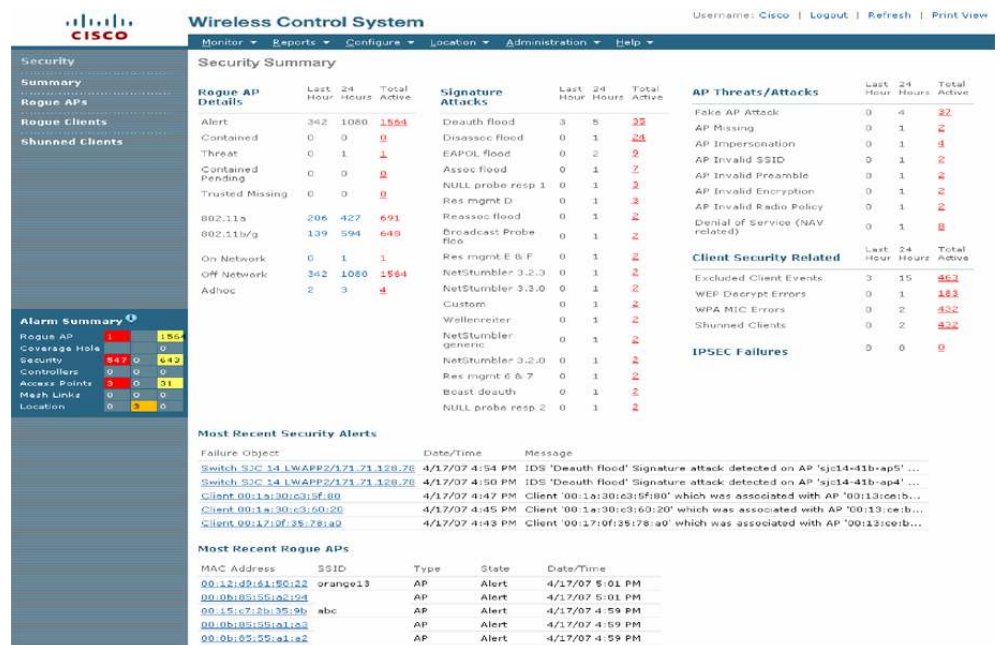 Username: Cisco | Logout | Refresh | Print View
CISCO
Wireless Control System
Monitor Reports Configure Location Administration Help
Security
Summary
Rogue APs
Rogue Clients
Shunned Clients
Security Summary
Rogue AP Details Last Hour 24 Hours Total Active
Alert 342 1080 1564
Contained 0 0 0
Threat 0 1 1
Contained Pending 0 0 0
Trusted Missing 0 0 0
802.11a 206 427 691
802.11b/g 139 594 648
On Network 0 1 1
Off Network 342 1080 1564
Adhoc 2 3 4
Signature Attacks Last Hour 24 Hours Total Active
Deauth flood 3 5 35
Disassoc flood 0 1 24
EAPOL flood 0 2 9
Assoc flood 0 1 7
NULL probe resp 1 0 1 3
Res mgmt D 0 1 3
Reassoc flood 0 1 2
Broadcast Probe floo 0 1 2
Res mgmt E & F 0 1 2
NetStumbler 3.2.3 0 1 2
NetStumbler 3.3.0 0 1 2
Custom 0 1 2
Wellenreiter 0 1 2
NetStumbler generic 0 1 2
NetStumbler 3.2.0 0 1 2
Res mgmt 6 & 7 0 1 2
Bcast deauth 0 1 2
NULL probe resp 2 0 1 2
AP Threats/Attacks Last Hour 24 Hours Total Active
Fake AP Attack 0 4 37
AP Missing 0 1 2
AP Impersonation 0 1 4
AP Invalid SSID 0 1 2
AP Invalid Preamble 0 1 2
AP Invalid Encryption 0 1 2
AP Invalid Radio Policy 0 1 2
Denial of Service (NAV related) 0 1 8
Client Security Related Last Hour 24 Hours Total Active
Excluded Client Events 3 15 463
WEP Decrypt Errors 0 1 183
WPA MIC Errors 0 2 432
Shunned Clients 0 2 432
IPSEC Failures 0 0 0
Alarm Summary
Rogue AP 1 1564
Coverage Hole 0
Security 547 0 643
Controllers 0 0 0
Access Points 3 0 31
Mesh Links 0 0 0
Location 0 3 0
Most Recent Security Alerts
Failure Object Date/Time Message
Switch SJC 14 LWAPP2/171.71.128.78 4/17/07 4:54 PM IDS 'Deauth flood' Signature attack detected on AP 'sjc14-41b-ap5' ...
Switch SJC 14 LWAPP2/171.71.128.78 4/17/07 4:50 PM IDS 'Deauth flood' Signature attack detected on AP 'sjc14-41b-ap4' ...
Client 00:1a:30:c3:5f:80 4/17/07 4:47 PM Client '00:1a:30:c3:5f:80' which was associated with AP '00:13:ce:b...
Client 00:1a:30:c3:60:20 4/17/07 4:45 PM Client '00:1a:30:c3:60:20' which was associated with AP '00:13:ce:b...
Client 00:17:0f:35:78:a0 4/17/07 4:43 PM Client '00:17:0f:35:78:a0' which was associated with AP '00:13:ce:b...
Most Recent Rogue APs
MAC Address SSID Type State Date/Time
00:12:d9:61:50:22 orange13 AP Alert 4/17/07 5:01 PM
00:0b:85:55:a2:94 AP Alert 4/17/07 5:01 PM
00:15:c7:2b:35:9b abc AP Alert 4/17/07 4:59 PM
00:0b:85:55:a1:a3 AP Alert 4/17/07 4:59 PM
00:0b:85:55:a1:a2 AP Alert 4/17/07 4:59 PM